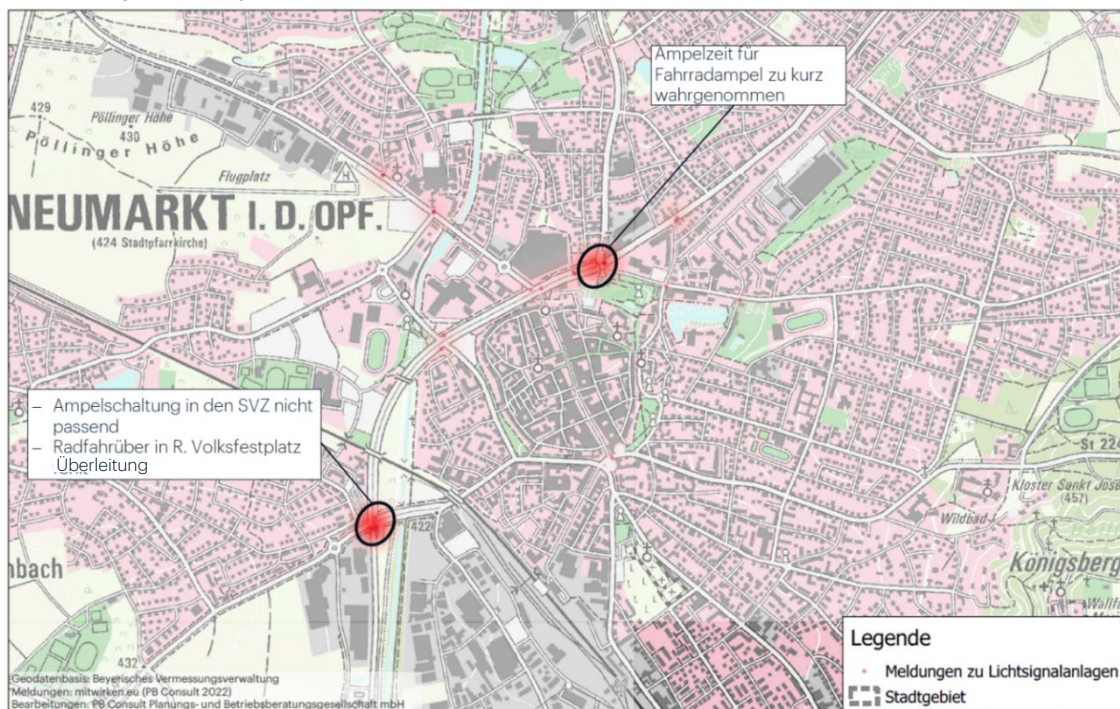 Ampelzeit für
Fahrradampel zu kurz
wahrgenommen
429
Pöllinger Höhe
430
Pöllinger Höhe
Flugplatz
H
NEUMARKT I. D. OPF.
(424 Stadtpfarrkirche)
– Ampelschaltung in den SVZ nicht
passend
– Radfahrüber in R. Volksfestplatz
Überleitung
St 22
Kloster Sankt Jose
(457)
Wildbad
422
nbach
Königsberg
432
Legende
Meldungen zu Lichtsignalanlagen
Stadtgebiet
Geodatenbasis: Beyerisches Vermessungsverwaltung
Meldungen: mitwirken.eu (PB Consult 2022)
Bearbeitungen: PB Consult Planungs- und Betriebsberatungsgesellschaft mbH